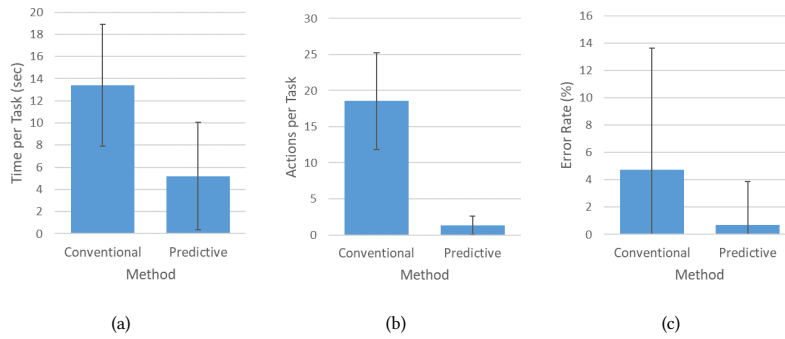 20
18
16
14
12
10
8
6
4
2
0
Time per Task (sec)
Conventional Predictive
Method
(a)
30
25
20
15
10
5
0
Actions per Task
Conventional Predictive
Method
(b)
16
14
12
10
8
6
4
2
0
Error Rate (%)
Conventional Predictive
Method
(c)